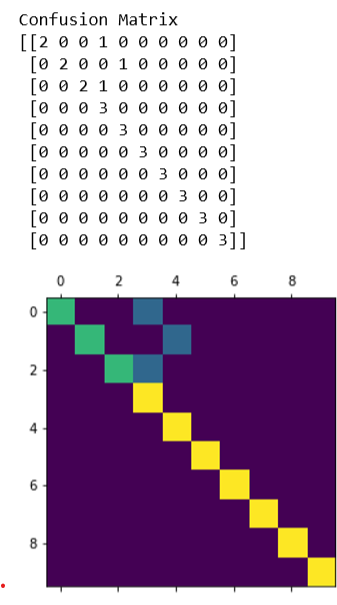 Confusion Matrix
[[2 0 0 1 0 0 0 0 0 0]
[0 2 0 0 1 0 0 0 0 0]
[0 0 2 1 0 0 0 0 0 0]
[0 0 0 3 0 0 0 0 0 0]
[0 0 0 0 3 0 0 0 0 0]
[0 0 0 0 0 3 0 0 0 0]
[0 0 0 0 0 0 3 0 0 0]
[0 0 0 0 0 0 0 3 0 0]
[0 0 0 0 0 0 0 0 3 0]
[0 0 0 0 0 0 0 0 0 3]]
0 2 4 6 8
0
2
4
6
8